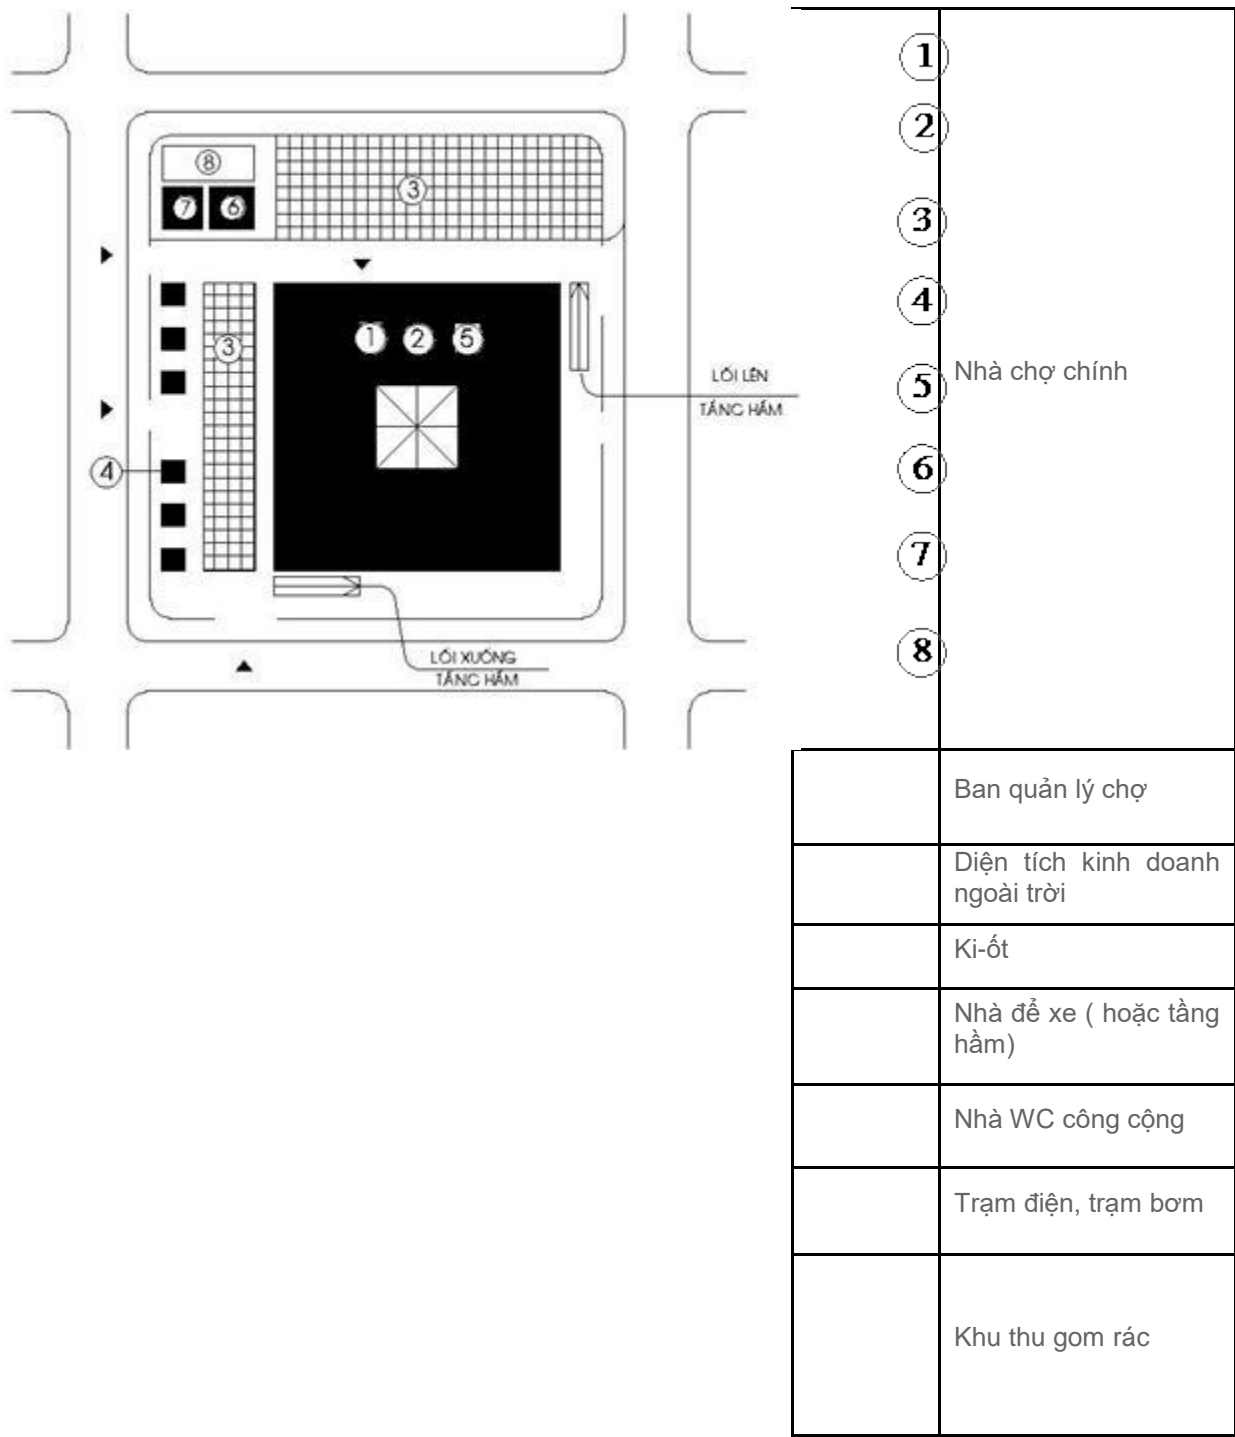 8
3
7
6
1
2
5
3
4
LỐI LÊN
TẦNG HẦM
LỐI XUỐNG
TẦNG HẦM
1
2
3
4
5
6
7
8
Nhà chợ chính
Ban quản lý chợ
Diện tích kinh doanh
ngoài trời
Ki-ốt
Nhà để xe ( hoặc tầng
hầm)
Nhà WC công cộng
Trạm điện, trạm bơm
Khu thu gom rác